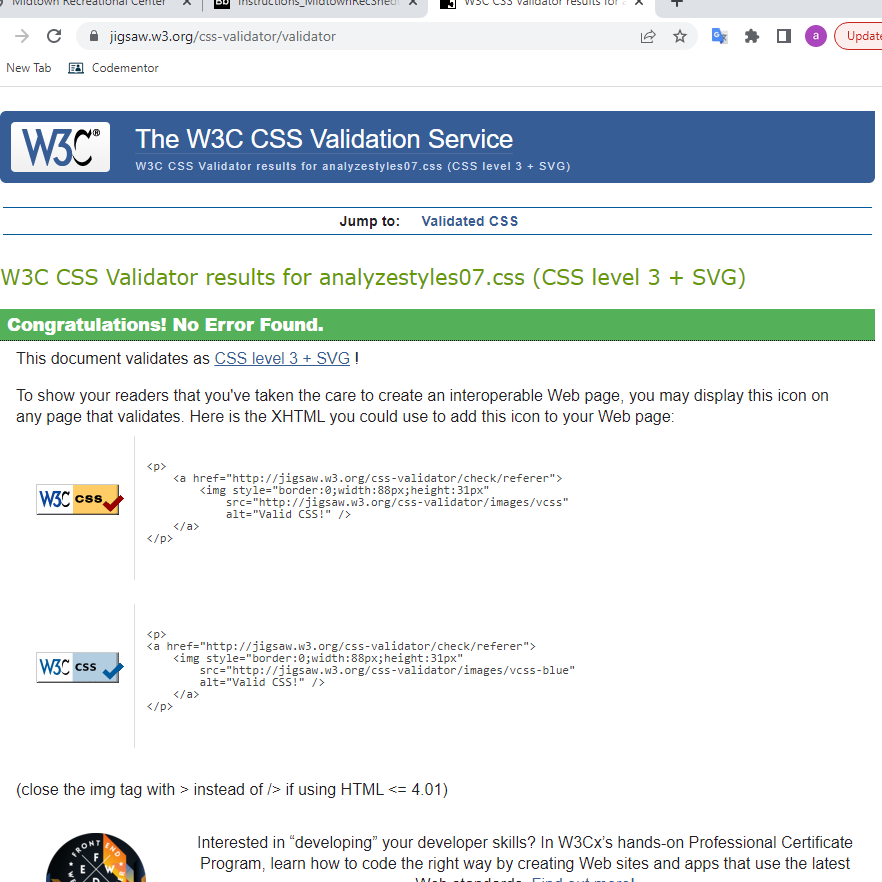 Midtown Recreational Center
Bb Instructions_MidtownRecSched
W3C CSS Validator results for a
jigsaw.w3.org/css-validator/validator
a
Update
New Tab
Codementor
W3C®
The W3C CSS Validation Service
W3C CSS Validator results for analyzestyles07.css (CSS level 3 + SVG)
Jump to: Validated CSS
W3C CSS Validator results for analyzestyles07.css (CSS level 3 + SVG)
Congratulations! No Error Found.
This document validates as CSS level 3 + SVG !
To show your readers that you've taken the care to create an interoperable Web page, you may display this icon on
any page that validates. Here is the XHTML you could use to add this icon to your Web page:
W3C css
<p>
<a href="http://jigsaw.w3.org/css-validator/check/referer">
<img style="border:0;width:88px;height:31px"
src="http://jigsaw.w3.org/css-validator/images/vcss"
alt="Valid CSS!" />
</a>
</p>
W3C css
<p>
<a href="http://jigsaw.w3.org/css-validator/check/referer">
<img style="border:0;width:88px;height:31px"
src="http://jigsaw.w3.org/css-validator/images/vcss-blue"
alt="Valid CSS!" />
</a>
</p>
(close the img tag with > instead of /> if using HTML <= 4.01)
FRONT END
F
E W
D
Interested in “developing” your developer skills? In W3Cx’s hands-on Professional Certificate
Program, learn how to code the right way by creating Web sites and apps that use the latest
Web standards. Find out more!